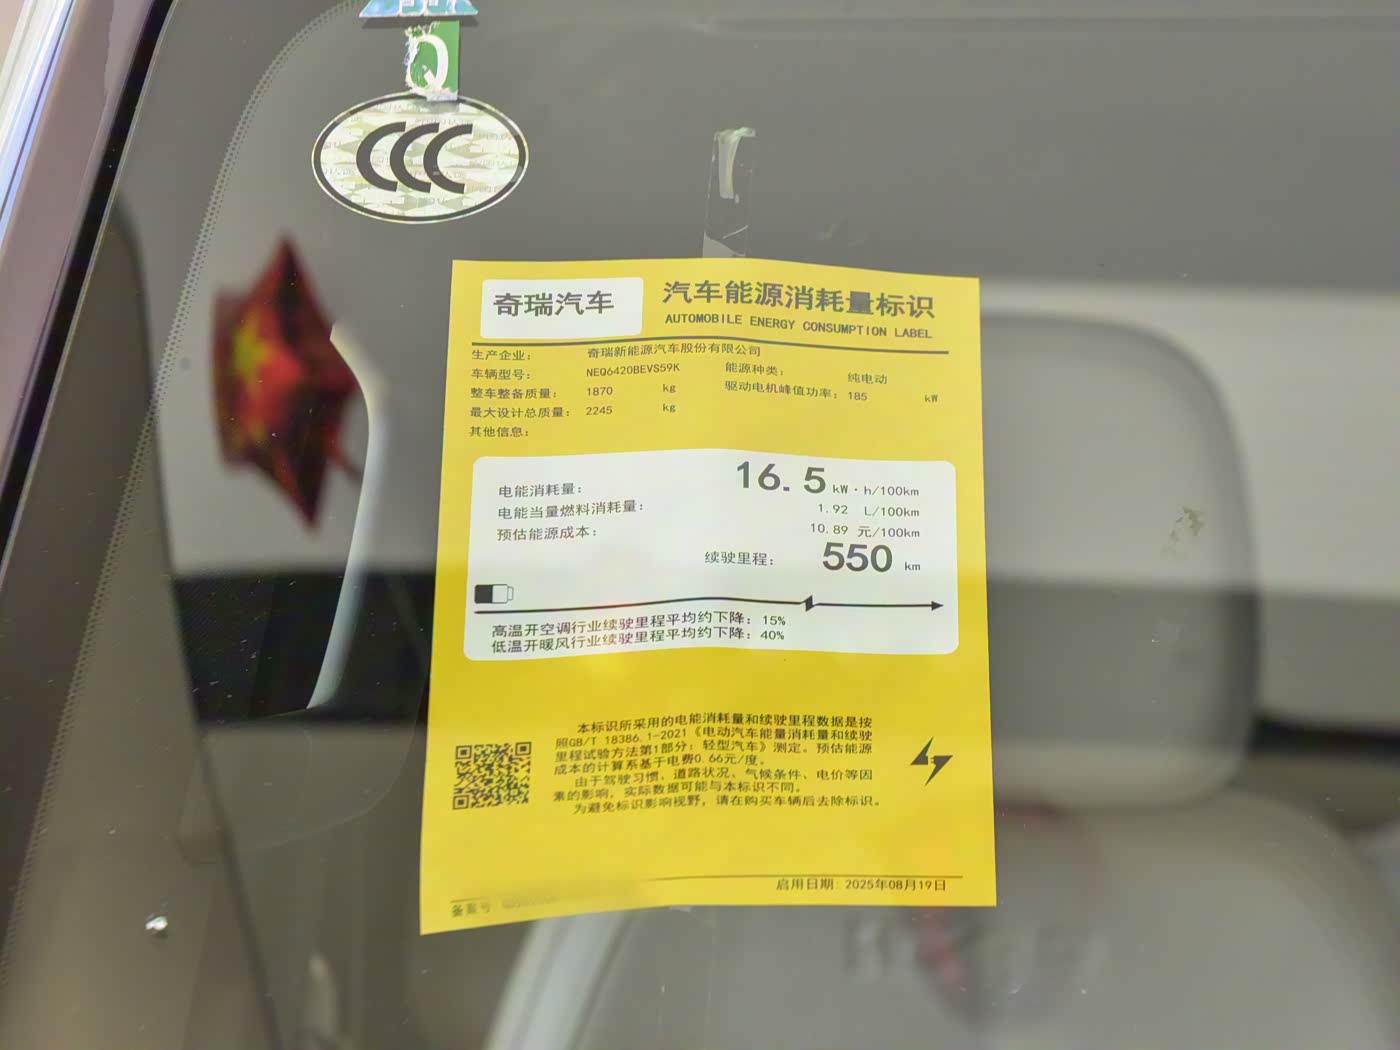 Q
CCC
奇瑞汽车
汽车能源消耗量标识
AUTOMOBILE ENERGY CONSUMPTION LABEL
生产企业： 奇瑞新能源汽车股份有限公司
车辆型号： NEQ6420BEVS59K 能源种类： 纯电动
整车整备质量： 1870 kg 驱动电机峰值功率： 185 kW
最大设计总质量： 2245 kg
其他信息：
电能消耗量： 16.5 kW·h/100km
电能当量燃料消耗量： 1.92 L/100km
预估能源成本： 10.89 元/100km
续驶里程： 550 km
高温开空调行业续驶里程平均约下降：15%
低温开暖风行业续驶里程平均约下降：40%
本标识所采用的电能消耗量和续驶里程数据是按
照GB/T 18386.1-2021《电动汽车能量消耗量和续驶
里程试验方法第1部分：轻型汽车》测定。预估能源
成本的计算系基于电费0.66元/度。
由于驾驶习惯、道路状况、气候条件、电价等因
素的影响，实际数据可能与本标识不同。
为避免标识影响视野，请在购买车辆后去除标识。
启用日期：2025年08月19日
备案号：